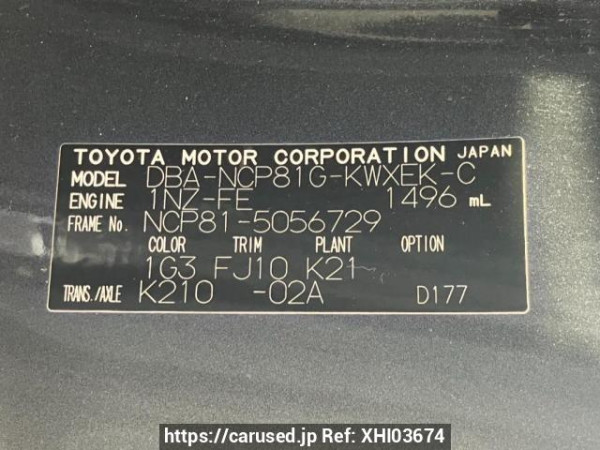 TOYOTA MOTOR CORPORATION JAPAN
MODEL DBA-NCP81G-KWXEK-C
ENGINE 1NZ-FE 1496 mL
FRAME No. NCP81-5056729
COLOR TRIM PLANT OPTION
1G3 FJ10 K21
TRANS./AXLE K210 -02A D177
https://carused.jp Ref: XHI03674